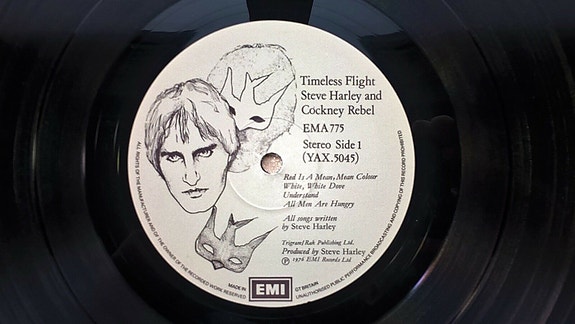 Timeless Flight
Steve Harley and
Cockney Rebel
EMA 775
Stereo Side 1
(YAX.5045)
Red Is A Mean, Mean Colour
White, White Dove
Understand
All Men Are Hungry
All songs written
by Steve Harley
Trigram/Rak Publishing Ltd.
Produced by Steve Harley
Ⓟ 1976 EMI Records Ltd
ALL RIGHTS OF THE MANUFACTURER AND OF THE OWNER OF THE RECORDED WORK RESERVED
MADE IN
EMI
GT BRITAIN
UNAUTHORISED PUBLIC PERFORMANCE BROADCASTING AND COPYING OF THIS RECORD PROHIBITED